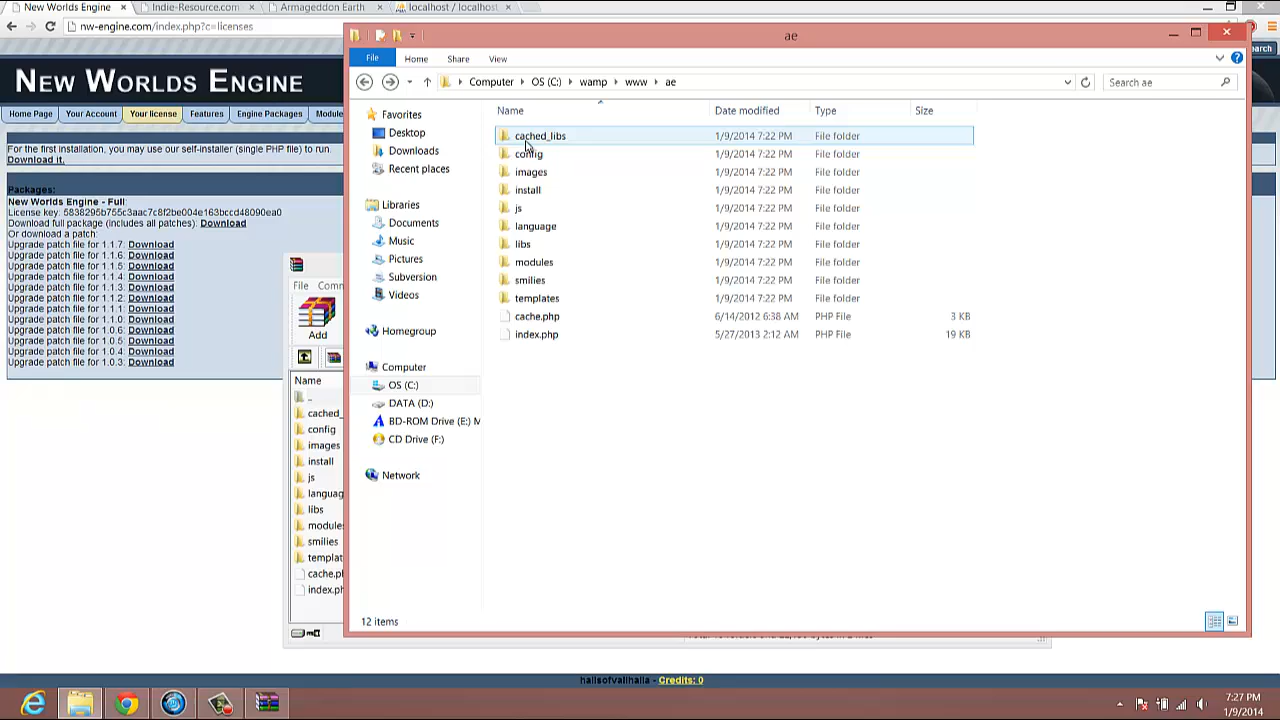 New Worlds Engine
Indie-Resource.com
Armageddon Earth
localhost / localhost
nw-engine.com/index.php?c=licenses
NEW WORLDS ENGINE
Home Page
Your Account
Your license
Features
Engine Packages
Module
For the first installation, you may use our self-installer (single PHP file) to run.
Download it.
Packages:
New Worlds Engine - Full:
License key: 5838295b755c3aac7c8f2be004e163bccd48090ea0
Download full package (includes all patches): Download
Or download a patch:
Upgrade patch file for 1.1.7: Download
Upgrade patch file for 1.1.6: Download
Upgrade patch file for 1.1.5: Download
Upgrade patch file for 1.1.4: Download
Upgrade patch file for 1.1.3: Download
Upgrade patch file for 1.1.2: Download
Upgrade patch file for 1.1.1: Download
Upgrade patch file for 1.1.0: Download
Upgrade patch file for 1.0.6: Download
Upgrade patch file for 1.0.5: Download
Upgrade patch file for 1.0.4: Download
Upgrade patch file for 1.0.3: Download
File Comm
Add
Name
..
cached_
config
images
install
js
languag
libs
modules
smilies
templat
cache.ph
index.ph
ae
File
Home
Share
View
Computer
OS (C:)
wamp
www
ae
Search ae
Favorites
Desktop
Downloads
Recent places
Libraries
Documents
Music
Pictures
Subversion
Videos
Homegroup
Computer
OS (C:)
DATA (D:)
BD-ROM Drive (E:) M
CD Drive (F:)
Network
Name Date modified Type Size
cached_libs 1/9/2014 7:22 PM File folder
config 1/9/2014 7:22 PM File folder
images 1/9/2014 7:22 PM File folder
install 1/9/2014 7:22 PM File folder
js 1/9/2014 7:22 PM File folder
language 1/9/2014 7:22 PM File folder
libs 1/9/2014 7:22 PM File folder
modules 1/9/2014 7:22 PM File folder
smilies 1/9/2014 7:22 PM File folder
templates 1/9/2014 7:22 PM File folder
cache.php 6/14/2012 6:38 AM PHP File 3 KB
index.php 5/27/2013 2:12 AM PHP File 19 KB
12 items
earch
hallsofvallhalla - Credits: 0
7:27 PM
1/9/2014